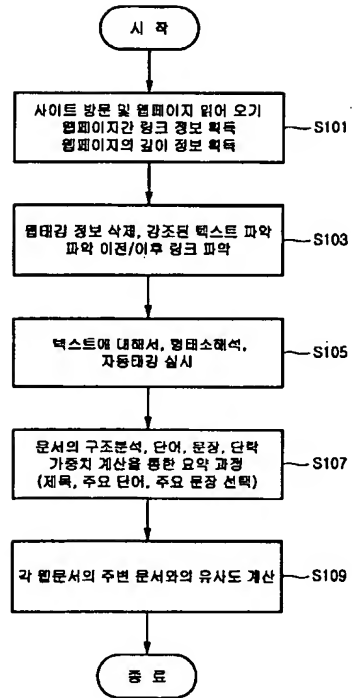 시 작
사이트 방문 및 웹페이지 읽어 오기
웹페이지간 링크 정보 획득
웹페이지의 깊이 정보 획득
S101
웹태깅 정보 삭제, 강조된 텍스트 파악
파악 이전/이후 링크 파악
S103
텍스트에 대해서, 형태소해석,
자동태깅 실시
S105
문서의 구조분석, 단어, 문장, 단락
가중치 계산을 통한 요약 과정
(제목, 주요 단어, 주요 문장 선택)
S107
각 웹문서의 주변 문서와의 유사도 계산
S109
종 료